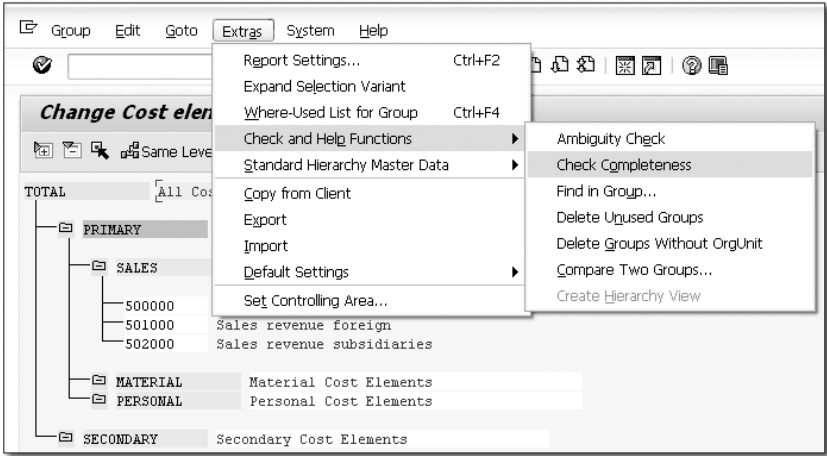 Group Edit Goto Extras System Help
Change Cost elen
Same Leve
Report Settings... Ctrl+F2
Expand Selection Variant
Where-Used List for Group Ctrl+F4
Check and Help Functions
Standard Hierarchy Master Data
Copy from Client
Export
Import
Default Settings
Set Controlling Area...
Ambiguity Check
Check Completeness
Find in Group...
Delete Unused Groups
Delete Groups Without OrgUnit
Compare Two Groups...
Create Hierarchy View
TOTAL All Cos
PRIMARY
SALES
500000
501000 Sales revenue foreign
502000 Sales revenue subsidiaries
MATERIAL Material Cost Elements
PERSONAL Personal Cost Elements
SECONDARY Secondary Cost Elements